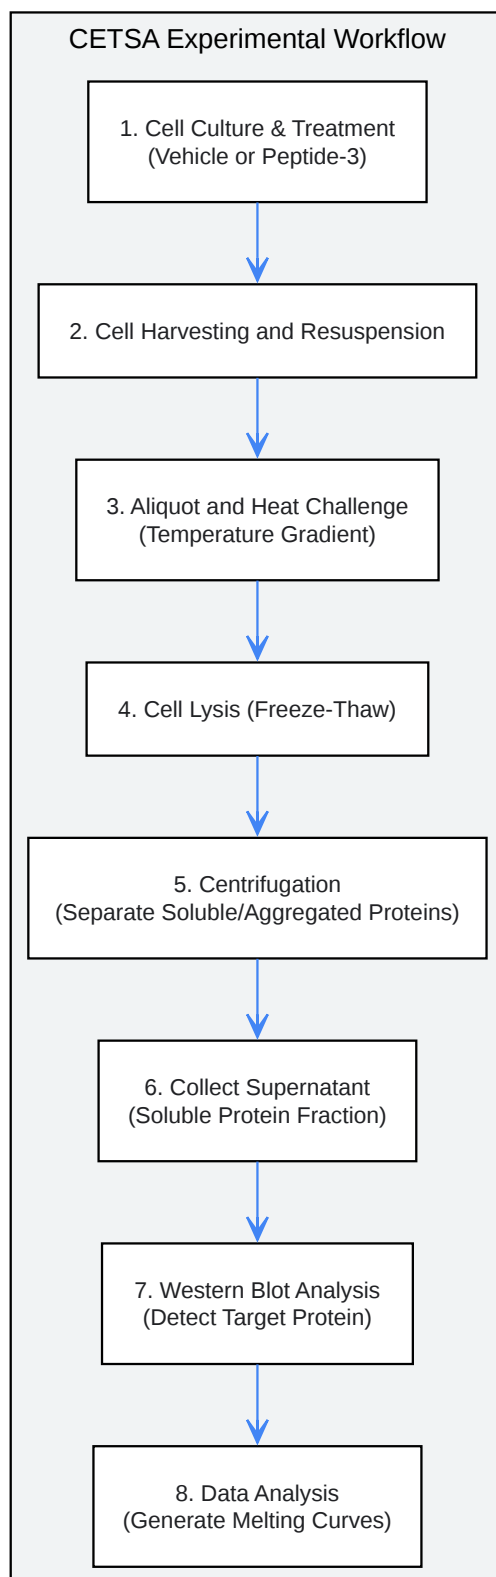 CETSA Experimental Workflow
1. Cell Culture & Treatment
(Vehicle or Peptide-3)
2. Cell Harvesting and Resuspension
3. Aliquot and Heat Challenge
(Temperature Gradient)
4. Cell Lysis (Freeze-Thaw)
5. Centrifugation
(Separate Soluble/Aggregated Proteins)
6. Collect Supernatant
(Soluble Protein Fraction)
7. Western Blot Analysis
(Detect Target Protein)
8. Data Analysis
(Generate Melting Curves)